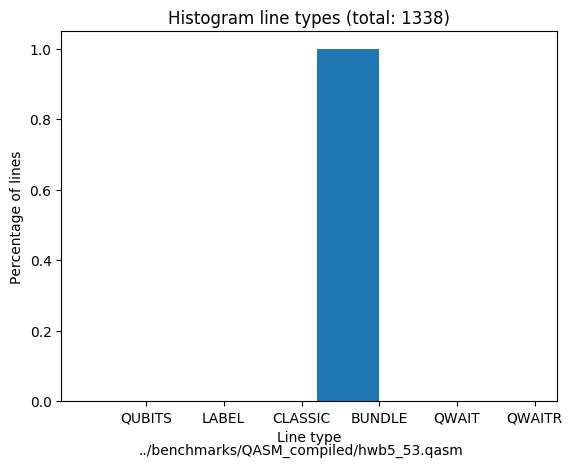 Histogram line types (total: 1338)
Percentage of lines
1.0
0.8
0.6
0.4
0.2
0.0
QUBITS LABEL CLASSIC BUNDLE QWAIT QWAITR
Line type
../benchmarks/QASM_compiled/hwb5_53.qasm